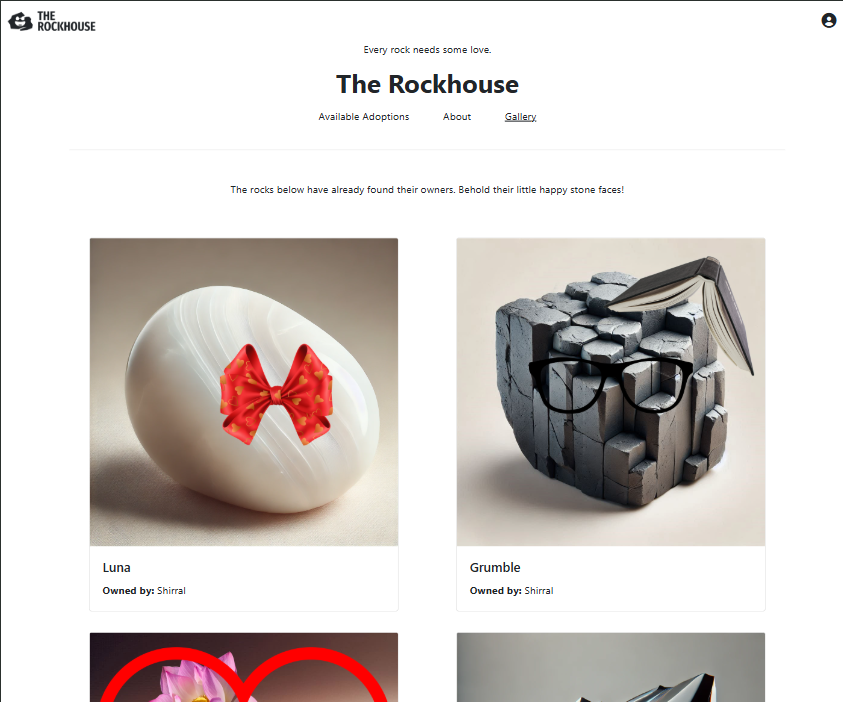 THE
ROCKHOUSE
Every rock needs some love.
The Rockhouse
Available Adoptions About Gallery
The rocks below have already found their owners. Behold their little happy stone faces!
Luna
Owned by: Shirral
Grumble
Owned by: Shirral